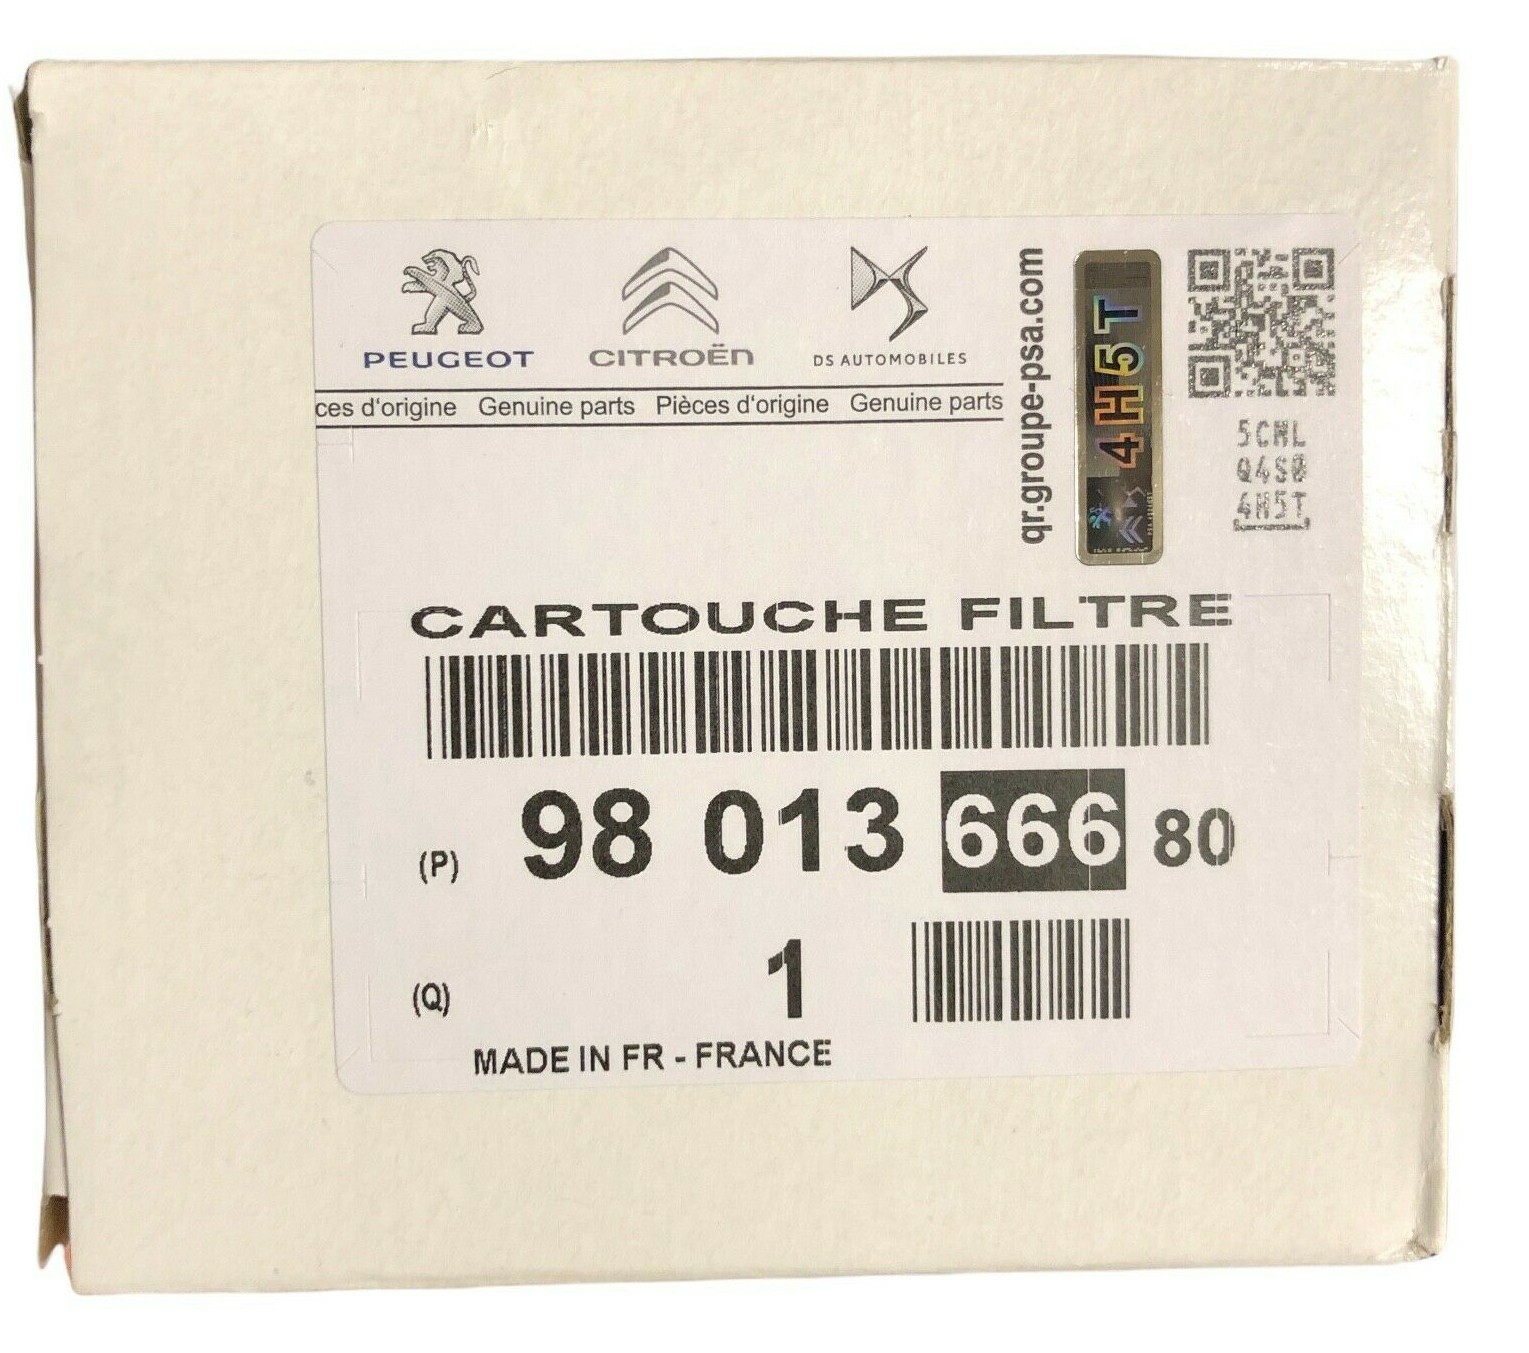 PEUGEOT CITROËN DS AUTOMOBILES
ces d'origine Genuine parts Pièces d'origine Genuine parts
qr.groupe-psa.com
4H5T
5CHL
Q4S0
4H5T
CARTOUCHE FILTRE
(P) 98 013 666 80
(Q) 1
MADE IN FR - FRANCE